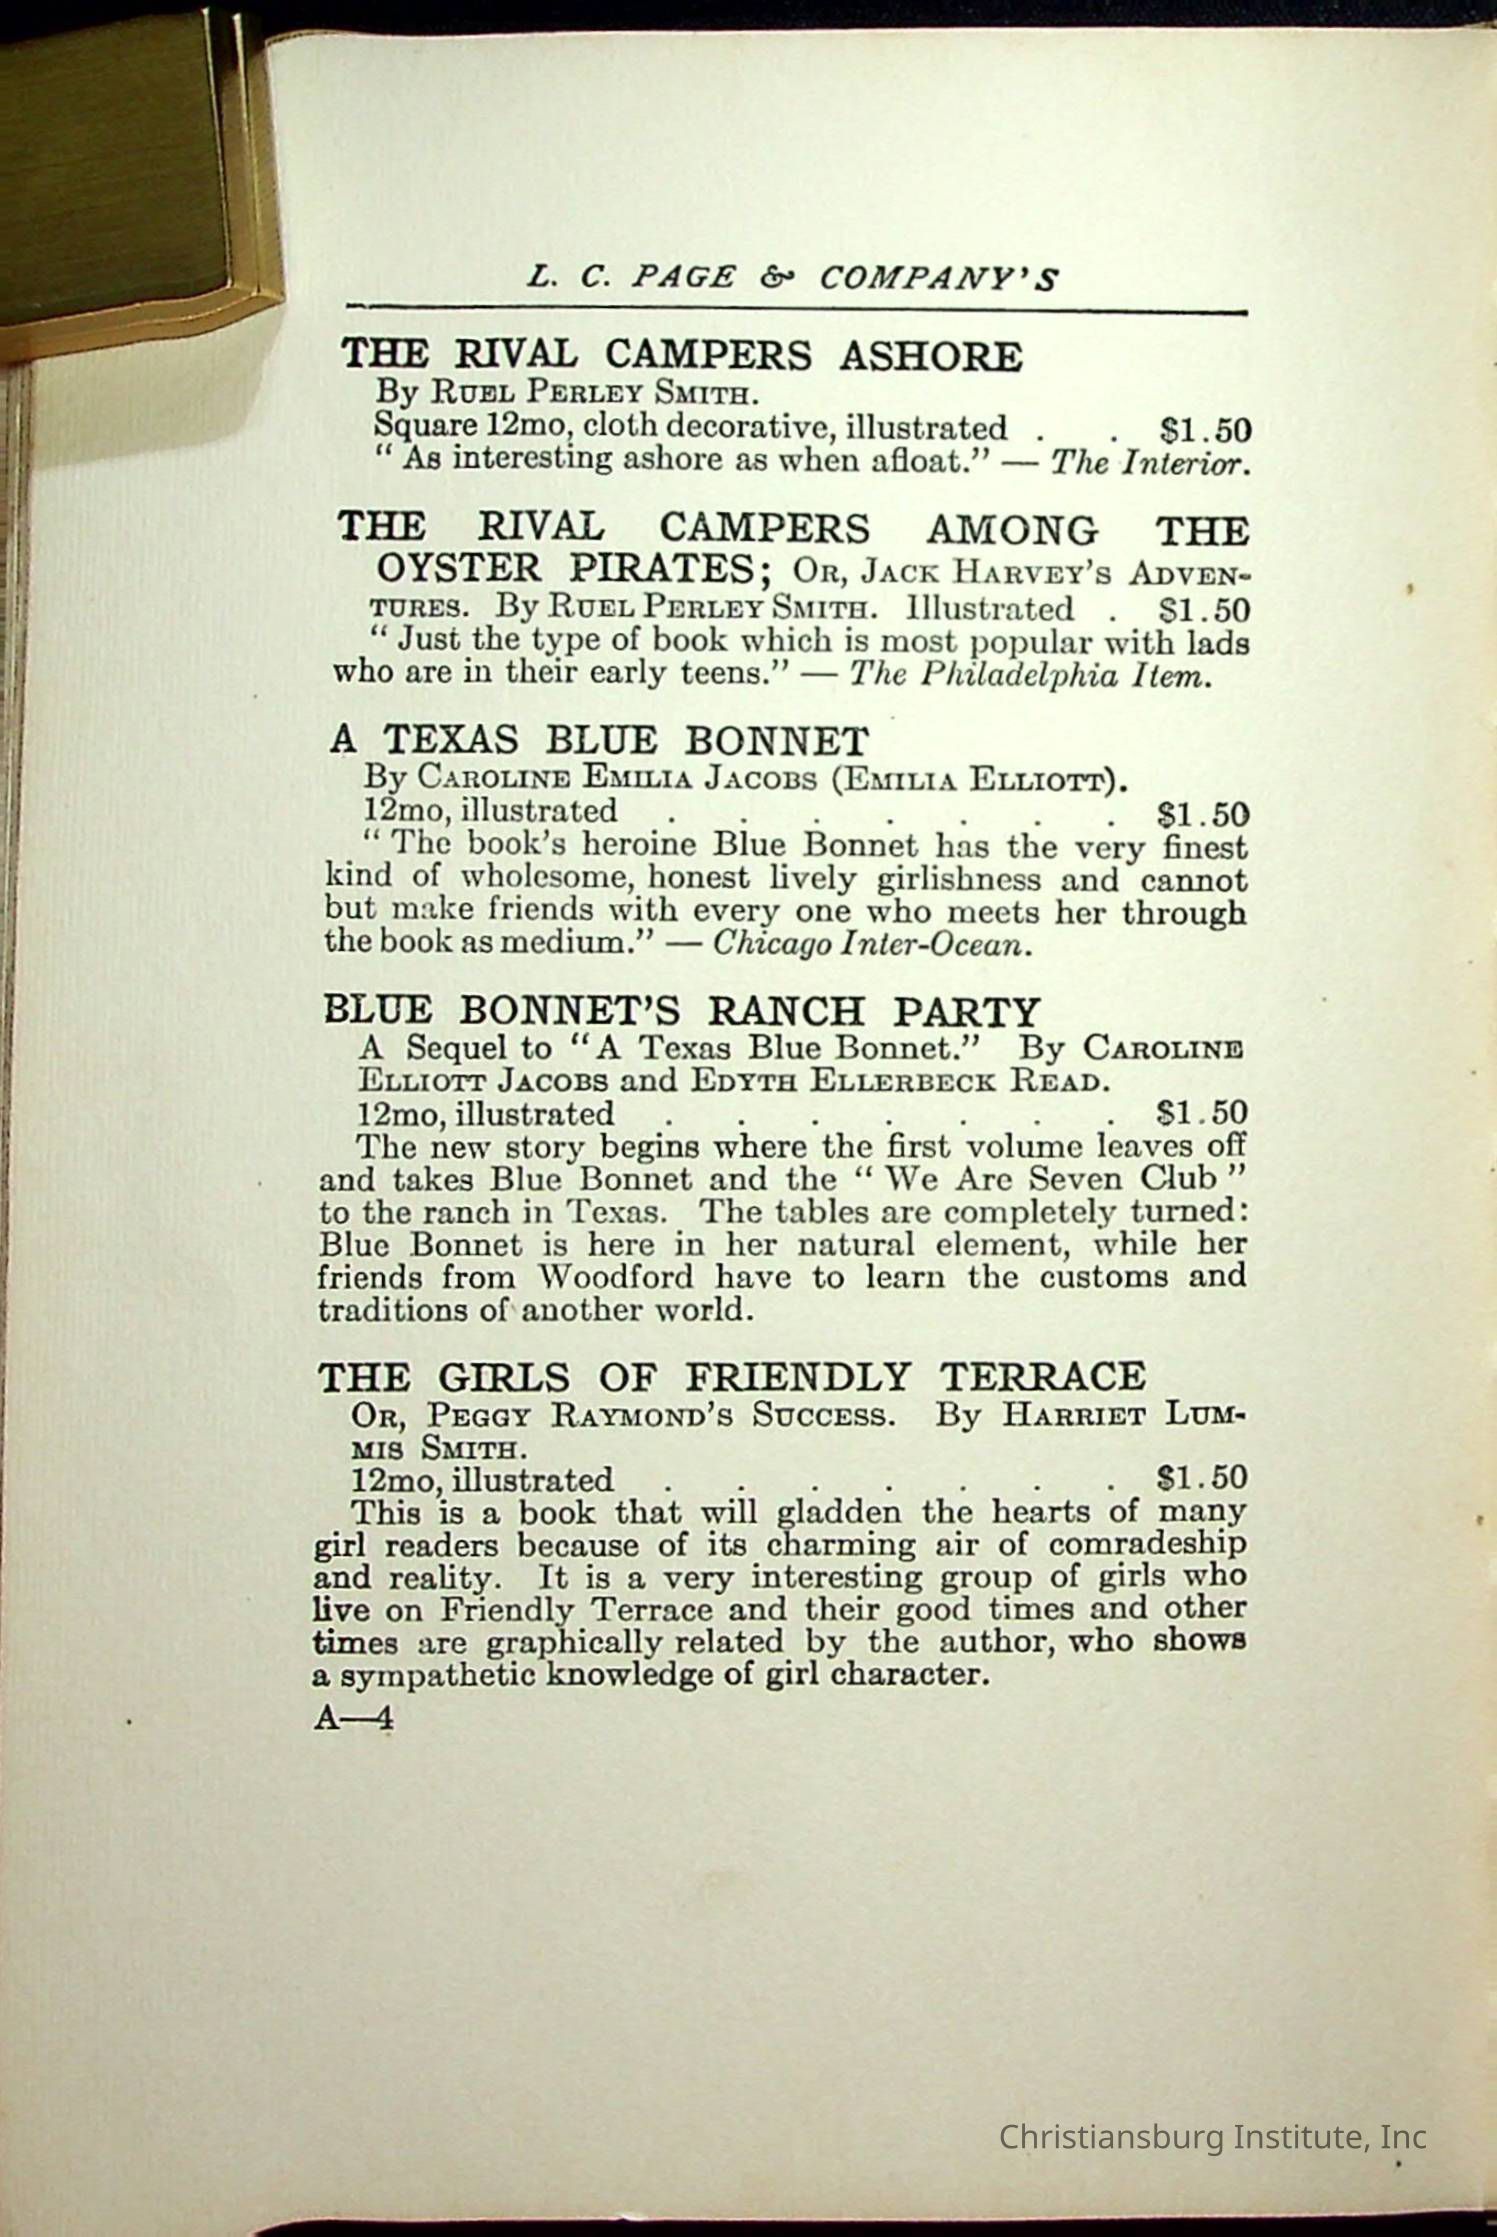 L. C. PAGE & COMPANY'S
THE RIVAL CAMPERS ASHORE
By RUEL PERLEY SMITH.
Square 12mo, cloth decorative, illustrated . . $1.50
" As interesting ashore as when afloat." — The Interior.
THE RIVAL CAMPERS AMONG THE
OYSTER PIRATES; OR, JACK HARVEY'S ADVEN-
TURES. By RUEL PERLEY SMITH. Illustrated . $1.50
" Just the type of book which is most popular with lads
who are in their early teens." — The Philadelphia Item.
A TEXAS BLUE BONNET
By CAROLINE EMILIA JACOBS (EMILIA ELLIOTT).
12mo, illustrated . . . . . . . $1.50
" The book's heroine Blue Bonnet has the very finest
kind of wholesome, honest lively girlishness and cannot
but make friends with every one who meets her through
the book as medium." — Chicago Inter-Ocean.
BLUE BONNET'S RANCH PARTY
A Sequel to "A Texas Blue Bonnet." By CAROLINE
ELLIOTT JACOBS and EDYTH ELLERBECK READ.
12mo, illustrated . . . . . . . $1.50
The new story begins where the first volume leaves off
and takes Blue Bonnet and the " We Are Seven Club "
to the ranch in Texas. The tables are completely turned:
Blue Bonnet is here in her natural element, while her
friends from Woodford have to learn the customs and
traditions of another world.
THE GIRLS OF FRIENDLY TERRACE
OR, PEGGY RAYMOND'S SUCCESS. By HARRIET LUM-
MIS SMITH.
12mo, illustrated . . . . . . . $1.50
This is a book that will gladden the hearts of many
girl readers because of its charming air of comradeship
and reality. It is a very interesting group of girls who
live on Friendly Terrace and their good times and other
times are graphically related by the author, who shows
a sympathetic knowledge of girl character.
A—4
Christiansburg Institute, Inc